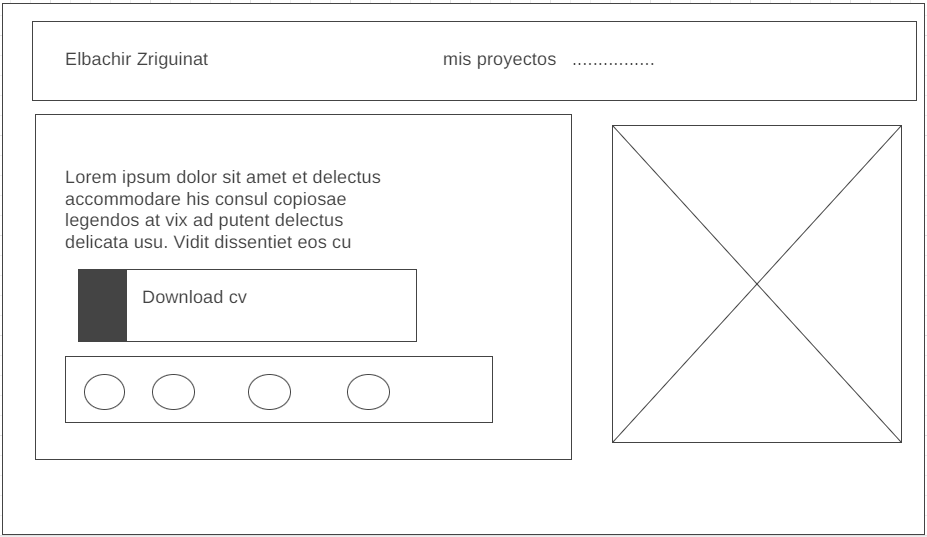 Elbachir Zriguinat
mis proyectos ................
Lorem ipsum dolor sit amet et delectus
accommodare his consul copiosae
legendos at vix ad putent delectus
delicata usu. Vidit dissentiet eos cu
Download cv